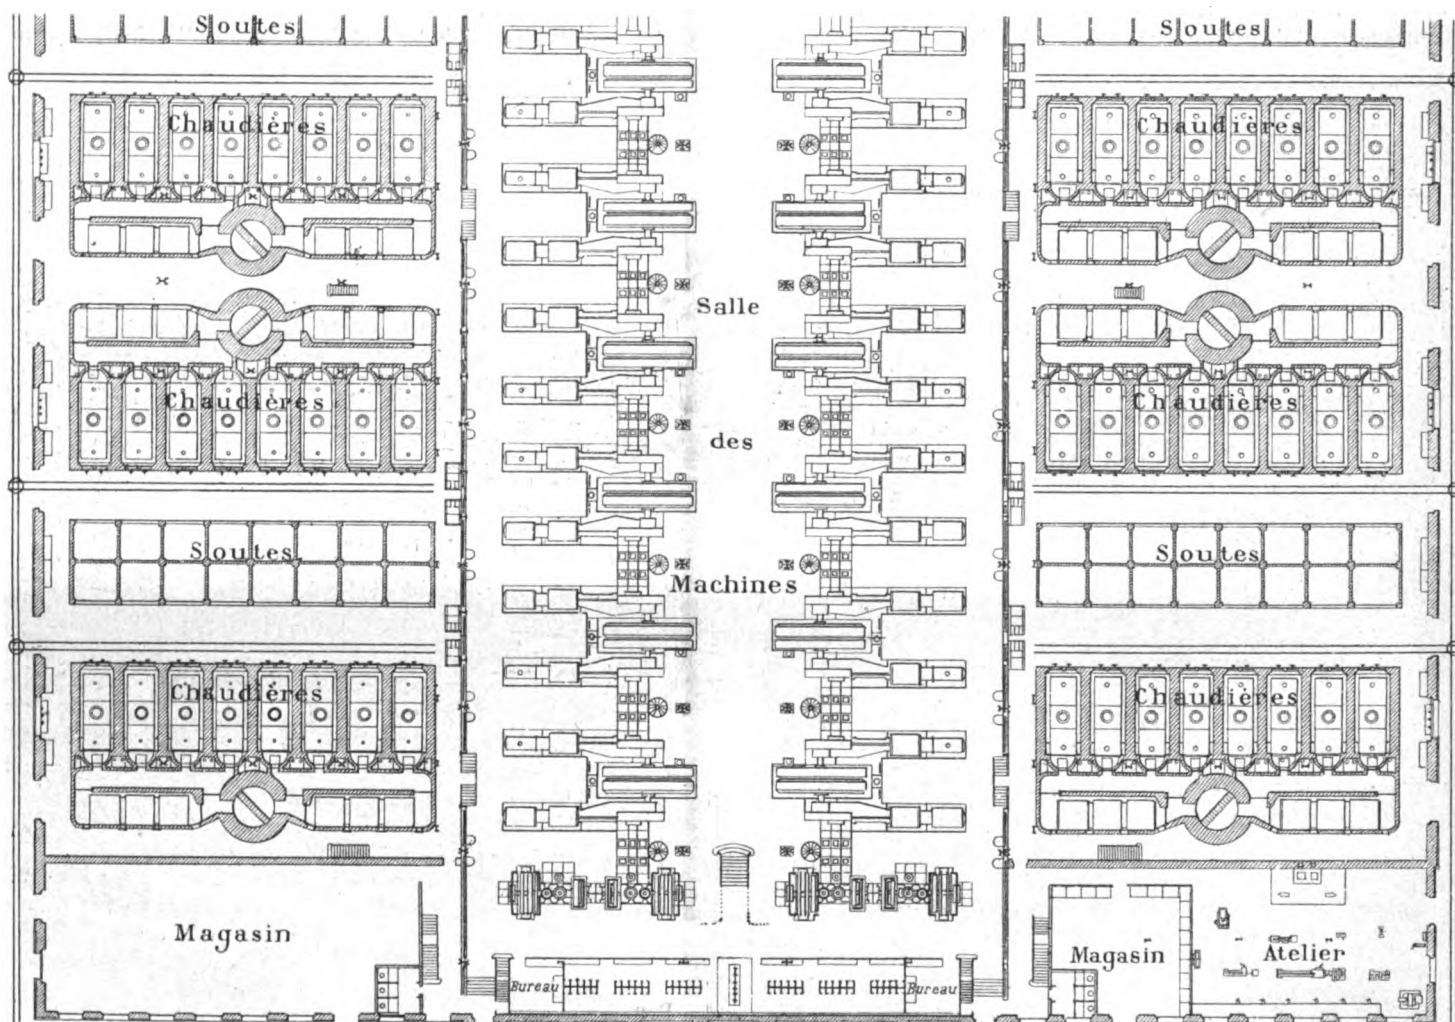 Soutes
Soutes
Chaudières
Chaudières
Salle
Chaudières
Chaudières
des
Soutes
Soutes
Machines
Chaudières
Chaudières
Magasin
Magasin
Atelier
Bureau
Bureau